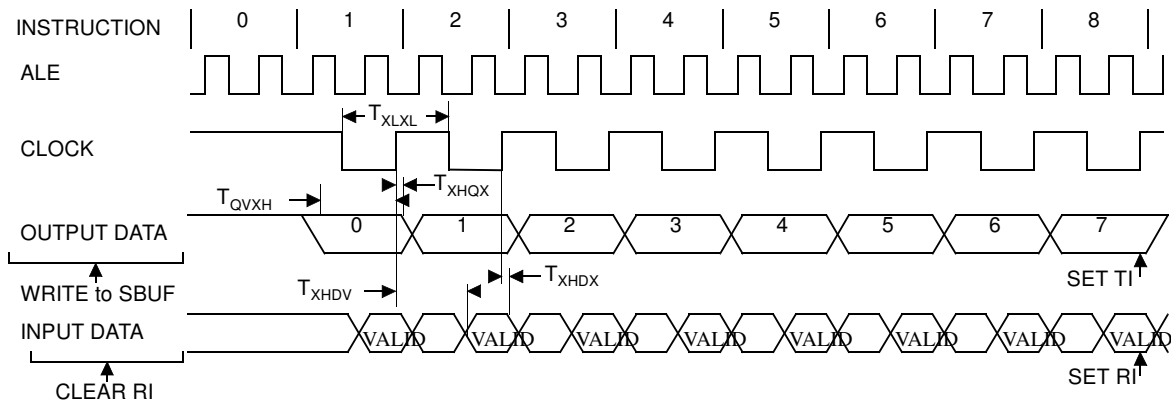 INSTRUCTION 0 1 2 3 4 5 6 7 8
ALE
TXLXL
CLOCK
TXHQX
TQVXH
OUTPUT DATA 0 1 2 3 4 5 6 7
TXHDX
SET TI
WRITE to SBUF
TXHDV
INPUT DATA VALID VALID VALID VALID VALID VALID VALID VALID
SET RI
CLEAR RI